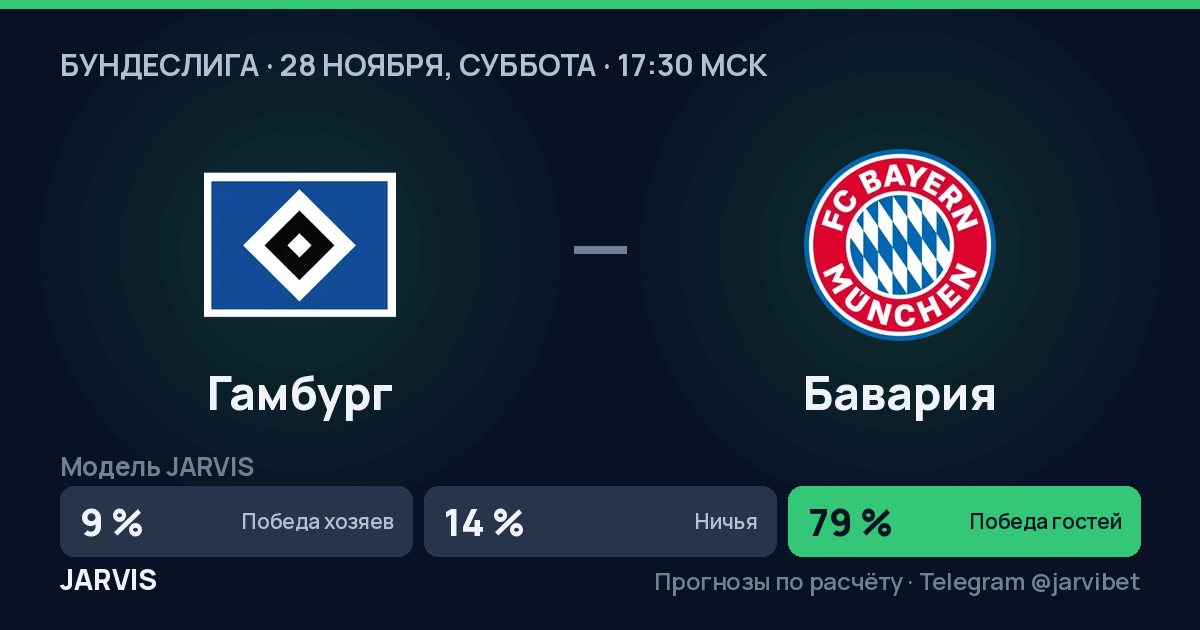 БУНДЕСЛИГА · 28 НОЯБРЯ, СУББОТА · 17:30 МСК
FC BAYERN
MÜNCHEN
—
Гамбург
Бавария
Модель JARVIS
9 % Победа хозяев
14 % Ничья
79 % Победа гостей
JARVIS
Прогнозы по расчёту · Telegram @jarvibet